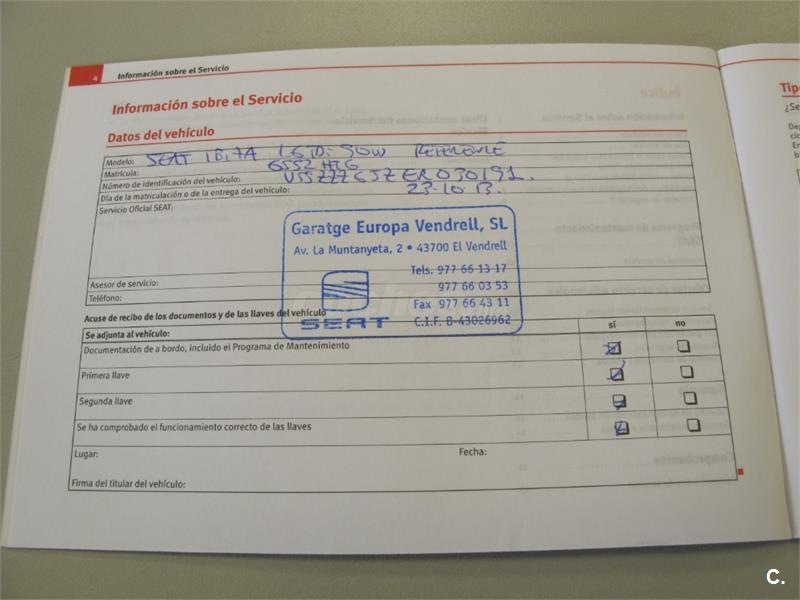 4 Información sobre el Servicio
Información sobre el Servicio
Datos del vehículo
Modelo: SEAT IBIZA 1.6 TDi 90W REFERENCE
Matrícula: 6552 HTG
Número de identificación del vehículo: VSSZZZ6JZER030191.
Día de la matriculación o de la entrega del vehículo: 23.10.13.
Servicio Oficial SEAT:
Garatge Europa Vendrell, SL
Av. La Muntanyeta, 2 • 43700 El Vendrell
Tels. 977 66 13 17
977 66 03 53
Fax 977 66 43 11
SEAT C.I.F. B-43026962
Asesor de servicio:
Teléfono:
Acuse de recibo de los documentos y de las llaves del vehículo
Se adjunta al vehículo: sí no
Documentación de a bordo, incluido el Programa de Mantenimiento
Primera llave
Segunda llave
Se ha comprobado el funcionamiento correcto de las llaves
Lugar: Fecha:
Firma del titular del vehículo:
Tipo
¿Se
C.